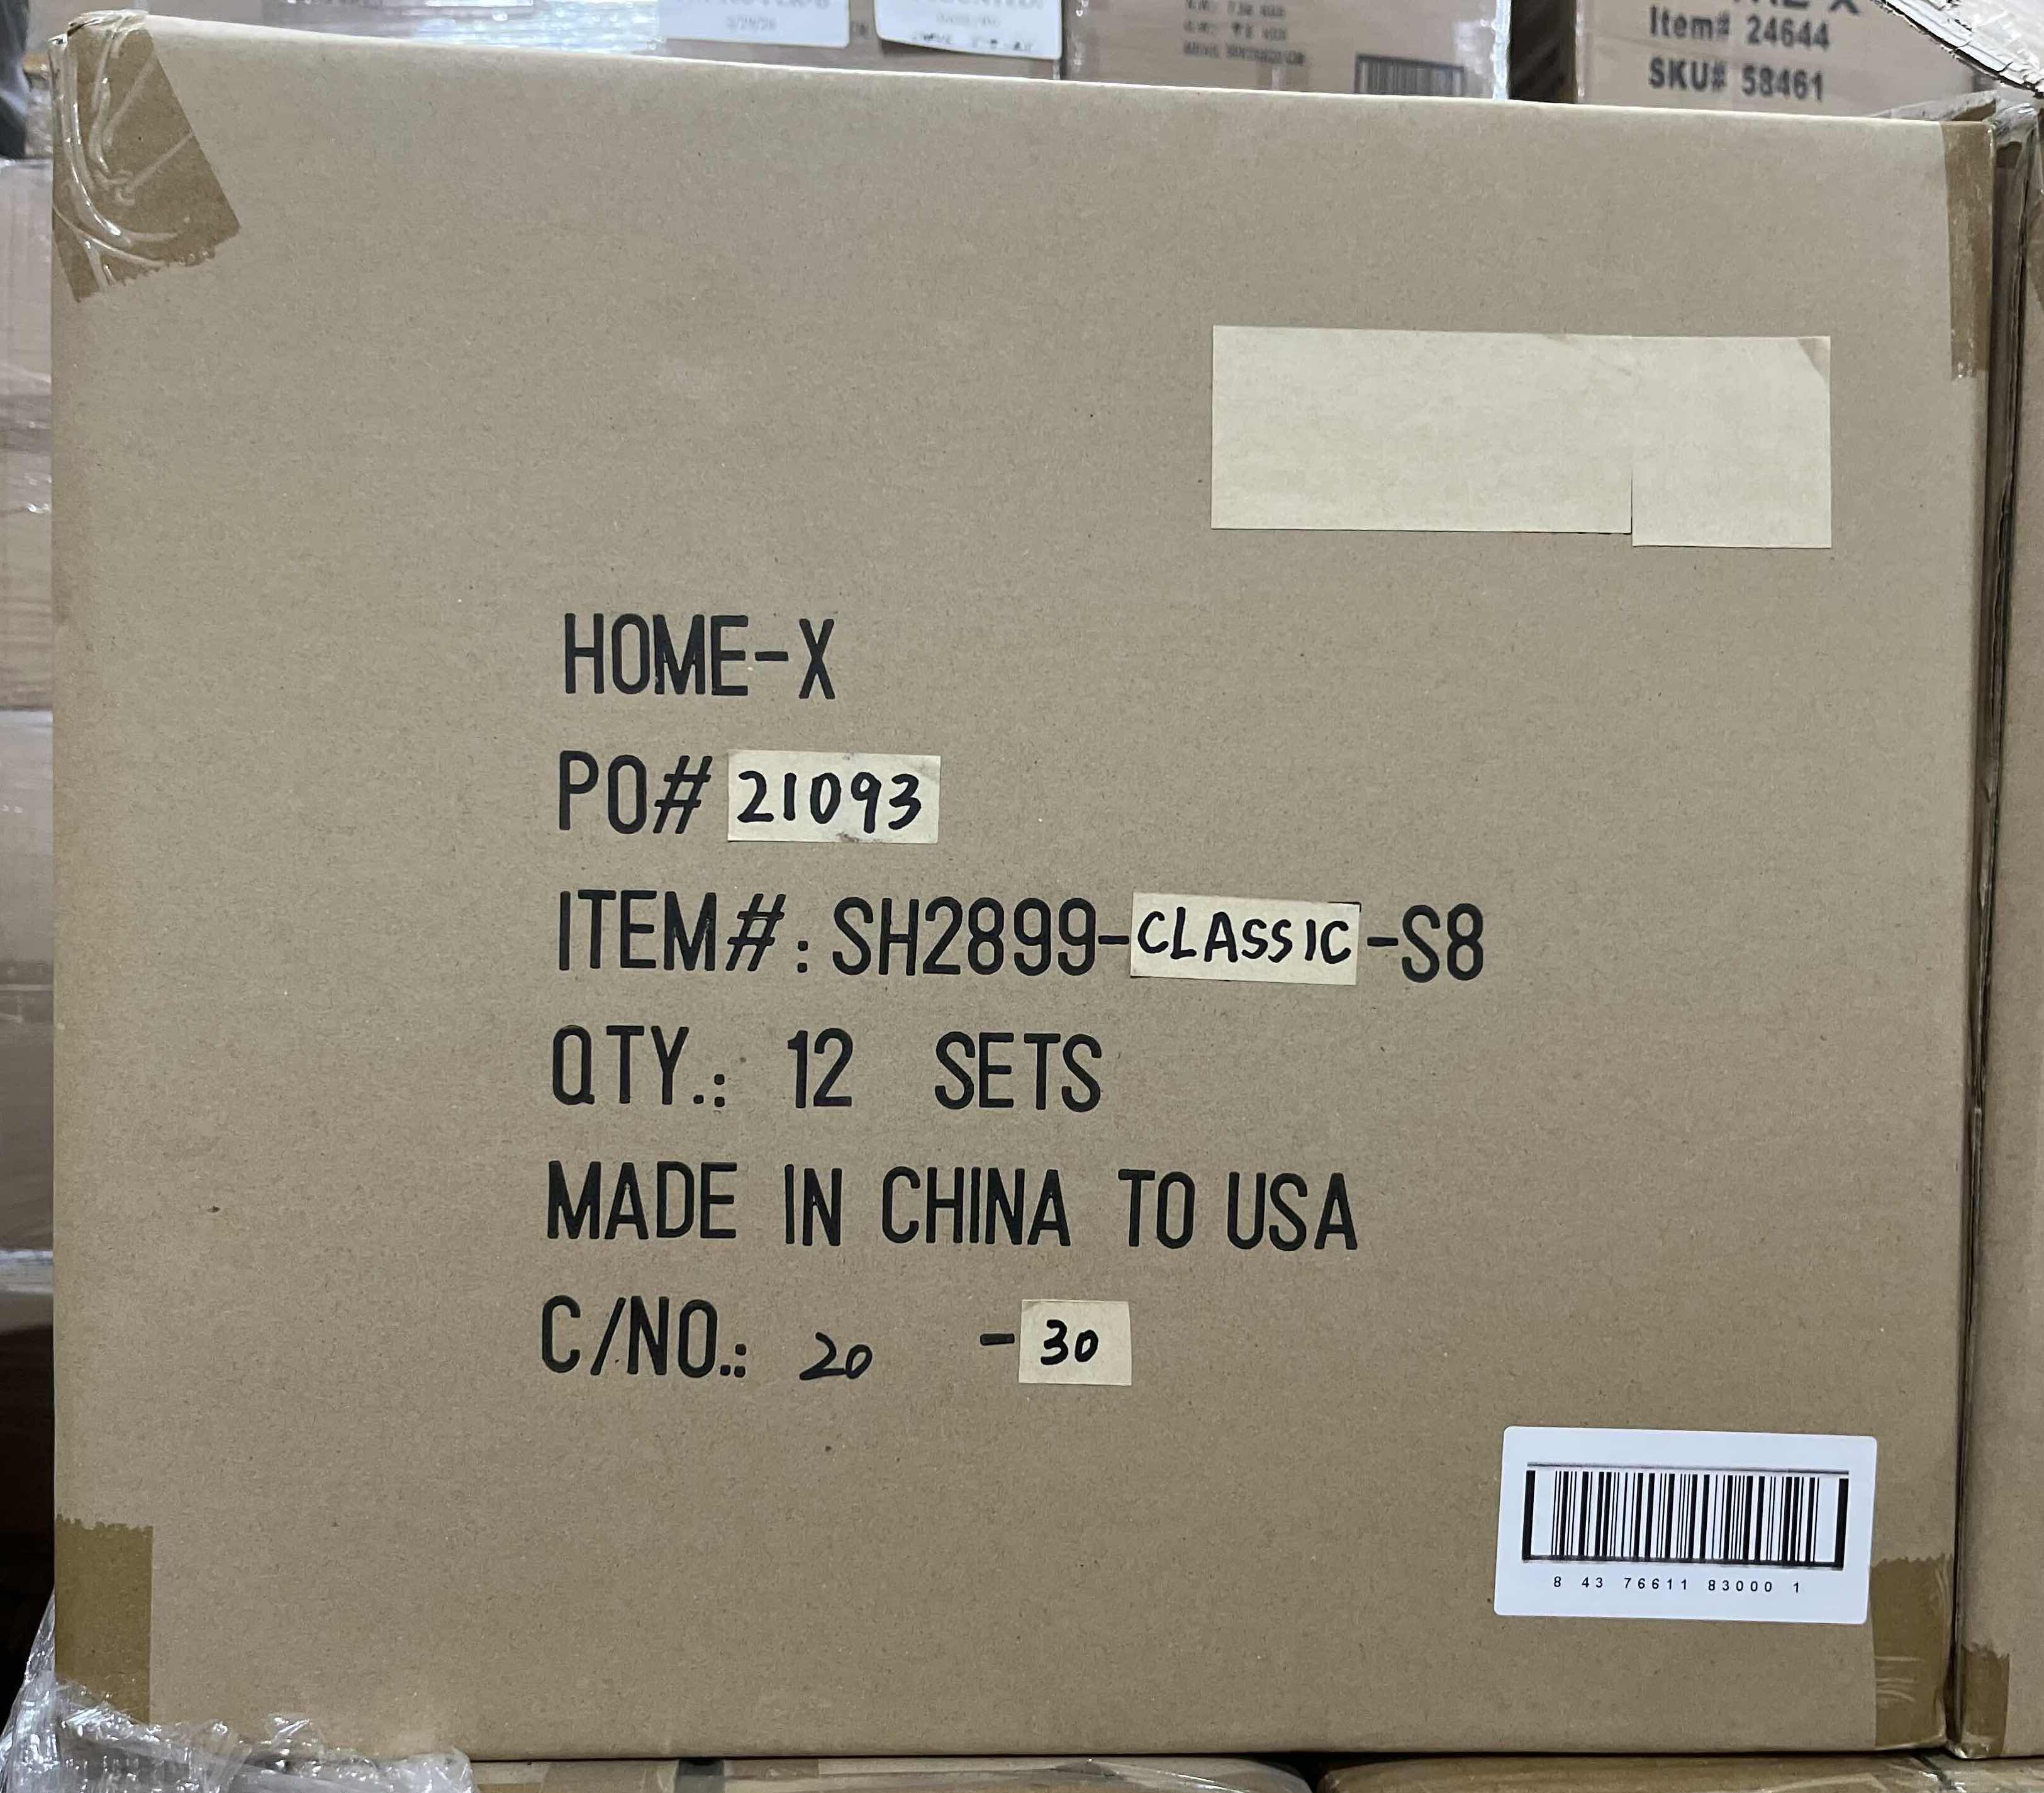 Item# 24644
SKU# 58461
HOME-X
PO# 21093
ITEM#: SH2899-CLASSIC-S8
QTY.: 12 SETS
MADE IN CHINA TO USA
C/NO.: 20 - 30
8 43 76611 83000 1